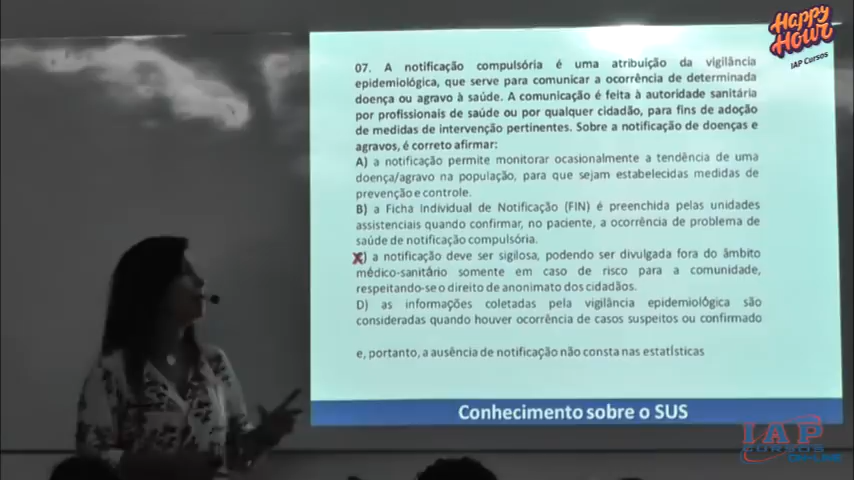 HAPPY
HOUR
IAP Cursos
07. A notificação compulsória é uma atribuição da vigilância
epidemiológica, que serve para comunicar a ocorrência de determinada
doença ou agravo à saúde. A comunicação é feita à autoridade sanitária
por profissionais de saúde ou por qualquer cidadão, para fins de adoção
de medidas de intervenção pertinentes. Sobre a notificação de doenças e
agravos, é correto afirmar:
A) a notificação permite monitorar ocasionalmente a tendência de uma
doença/agravo na população, para que sejam estabelecidas medidas de
prevenção e controle.
B) a Ficha Individual de Notificação (FIN) é preenchida pelas unidades
assistenciais quando confirmar, no paciente, a ocorrência de problema de
saúde de notificação compulsória.
X) a notificação deve ser sigilosa, podendo ser divulgada fora do âmbito
médico-sanitário somente em caso de risco para a comunidade,
respeitando-se o direito de anonimato dos cidadãos.
D) as informações coletadas pela vigilância epidemiológica são
consideradas quando houver ocorrência de casos suspeitos ou confirmado
e, portanto, a ausência de notificação não consta nas estatísticas
Conhecimento sobre o SUS
IAP
CURSOS
ON-LINE